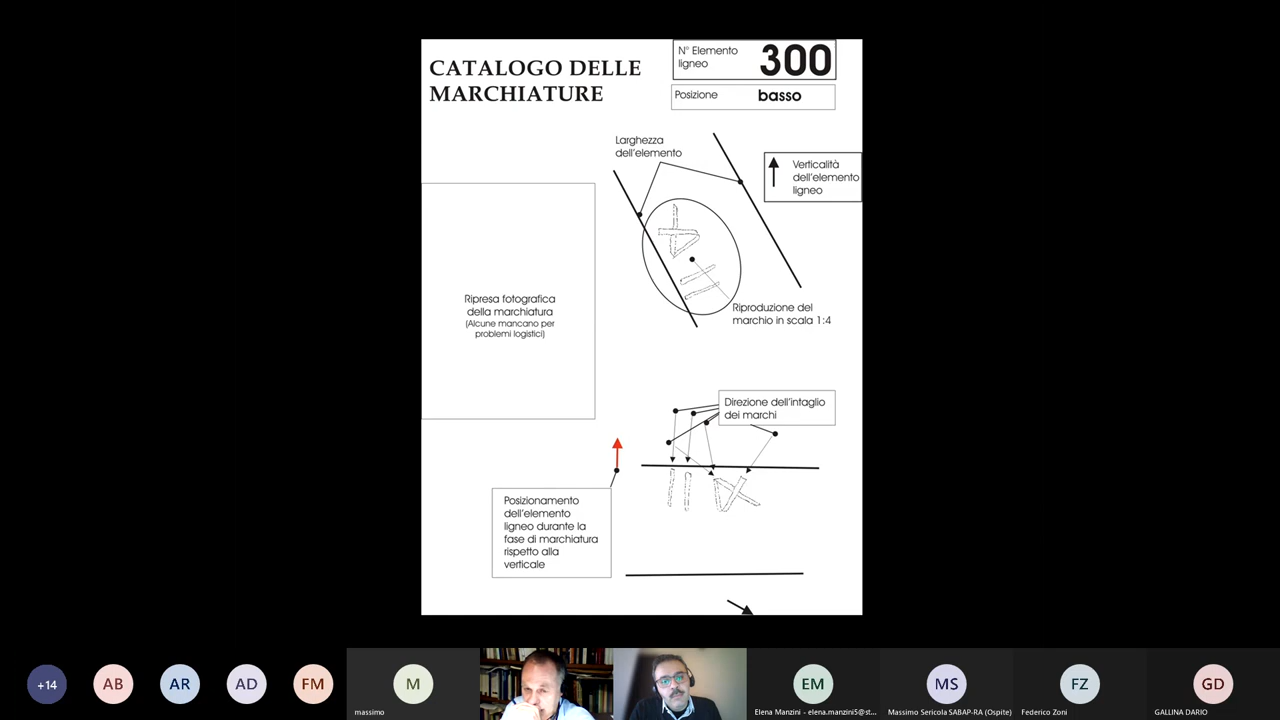 CATALOGO DELLE
MARCHIATURE
N° Elemento
ligneo
300
Posizione
basso
Larghezza
dell'elemento
Verticalità
dell'elemento
ligneo
Ripresa fotografica
della marchiatura
(Alcune mancano per
problemi logistici)
Riproduzione del
marchio in scala 1:4
Direzione dell'intaglio
dei marchi
Posizionamento
dell'elemento
ligneo durante la
fase di marchiatura
rispetto alla
verticale
+14
AB
AR
AD
FM
M
massimo
EM
Elena Manzini - elena.manzini5@st...
MS
Massimo Sericola SABAP-RA (Ospite)
FZ
Federico Zoni
GD
GALLINA DARIO